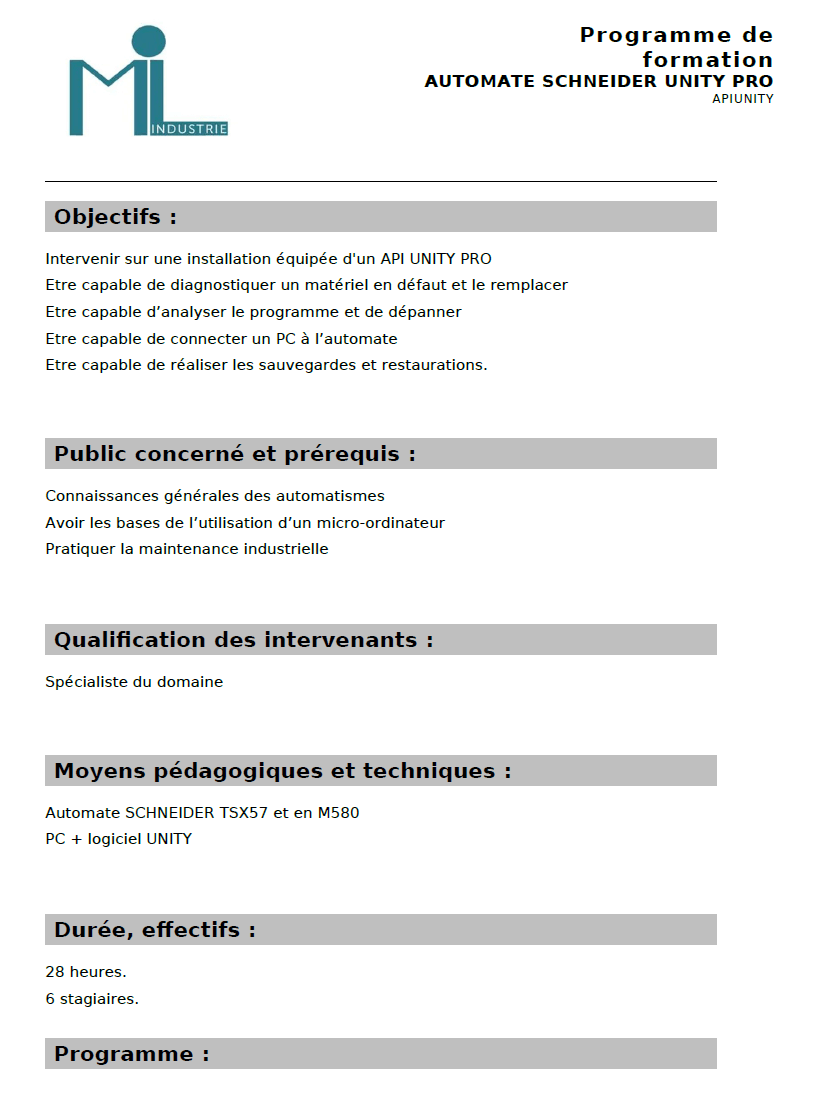 MiL
INDUSTRIE
Programme de
formation
AUTOMATE SCHNEIDER UNITY PRO
APIUNITY
Objectifs :
Intervenir sur une installation équipée d'un API UNITY PRO
Etre capable de diagnostiquer un matériel en défaut et le remplacer
Etre capable d’analyser le programme et de dépanner
Etre capable de connecter un PC à l’automate
Etre capable de réaliser les sauvegardes et restaurations.
Public concerné et prérequis :
Connaissances générales des automatismes
Avoir les bases de l’utilisation d’un micro-ordinateur
Pratiquer la maintenance industrielle
Qualification des intervenants :
Spécialiste du domaine
Moyens pédagogiques et techniques :
Automate SCHNEIDER TSX57 et en M580
PC + logiciel UNITY
Durée, effectifs :
28 heures.
6 stagiaires.
Programme :